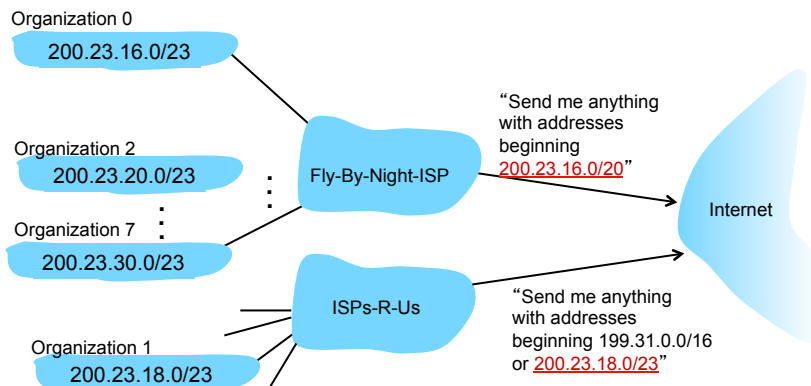 Organization 0
200.23.16.0/23
Organization 2
200.23.20.0/23
Organization 7
200.23.30.0/23
Fly-By-Night-ISP
“Send me anything
with addresses
beginning
200.23.16.0/20”
Internet
ISPs-R-Us
Organization 1
200.23.18.0/23
“Send me anything
with addresses
beginning 199.31.0.0/16
or 200.23.18.0/23”